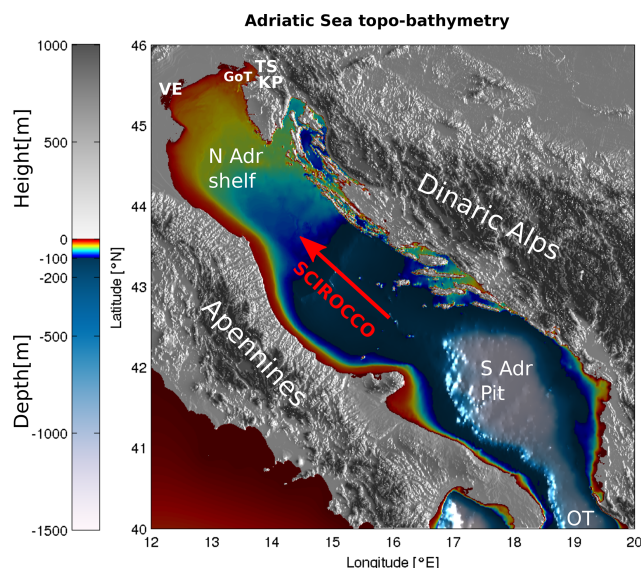 Adriatic Sea topo-bathymetry
Height[m]
Depth[m]
1000
500
0
-100
-200
-500
-1000
-1500
Latitude [°N]
46
45
44
43
42
41
40
TS
GoT
KP
VE
N Adr
shelf
Dinaric Alps
SCIROCCO
Apennines
S Adr
Pit
OT
12
13
14
15
16
17
18
19
20
Longitude [°E]